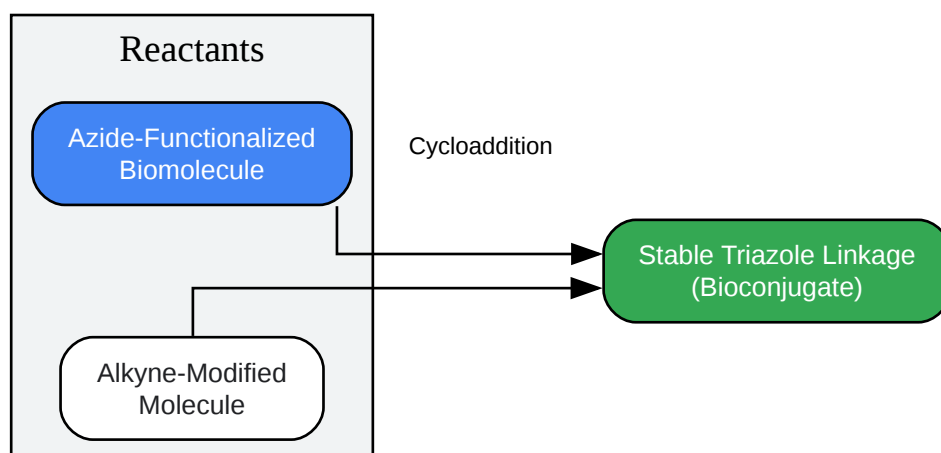 Reactants
Azide-Functionalized
Biomolecule
Cycloaddition
Stable Triazole Linkage
(Bioconjugate)
Alkyne-Modified
Molecule